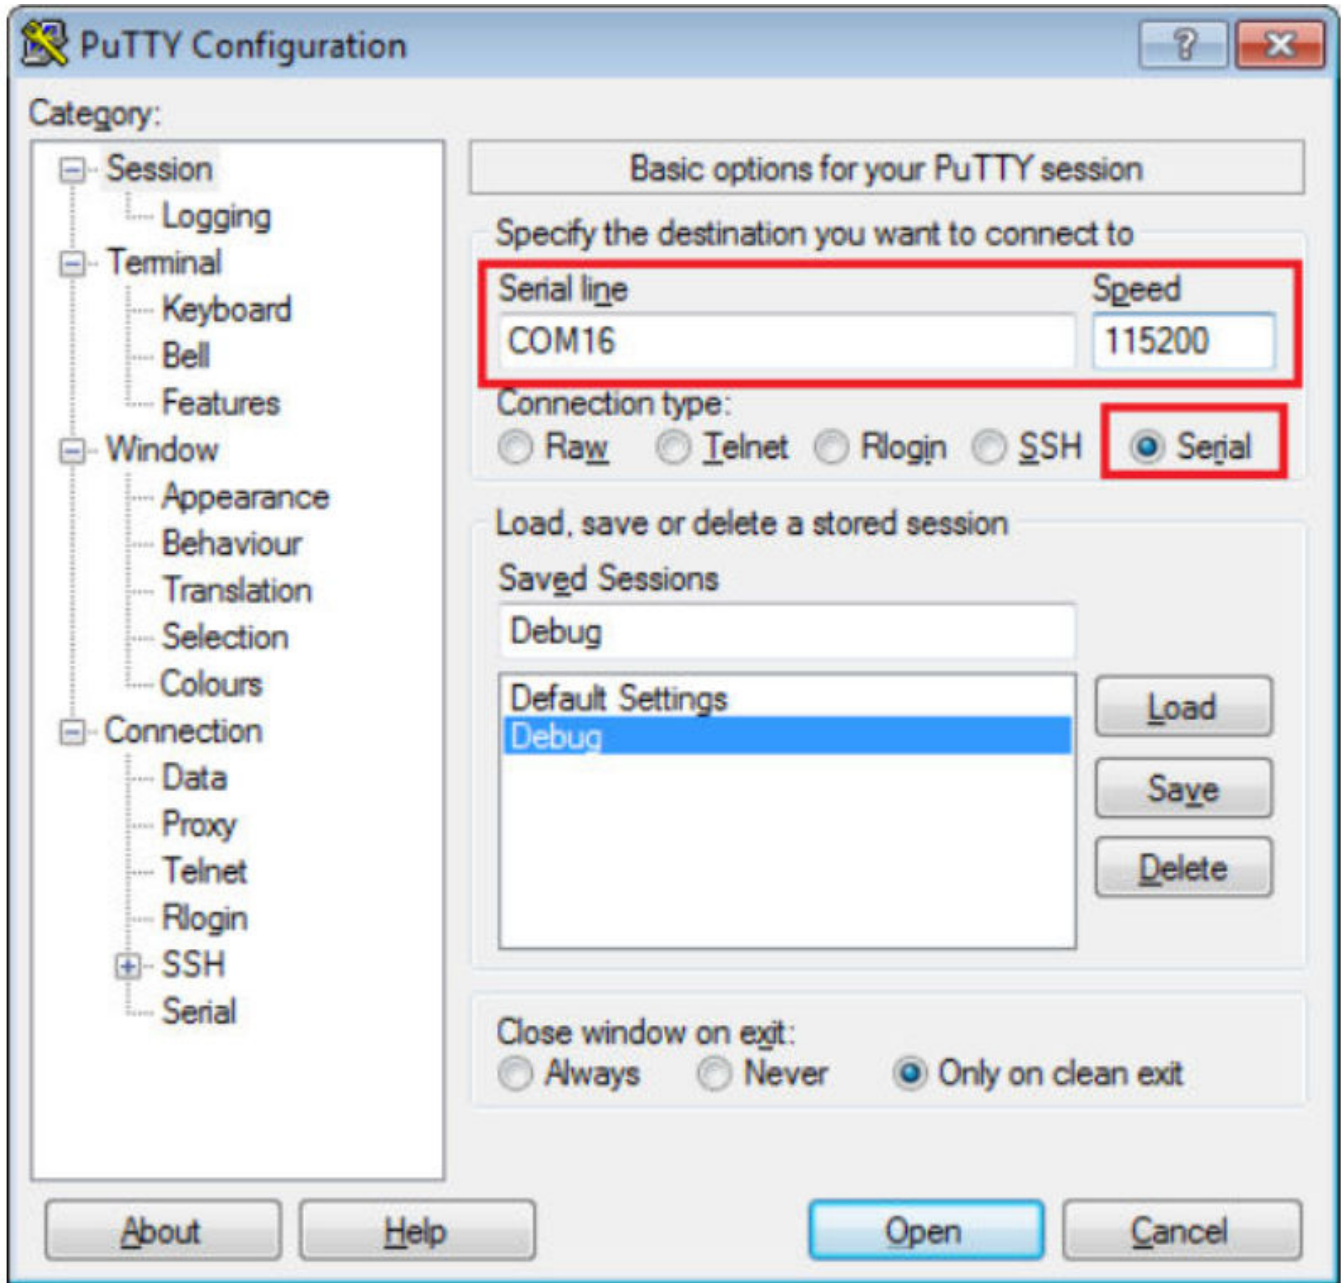 PuTTY Configuration
?
Category:
Session
Logging
Terminal
Keyboard
Bell
Features
Window
Appearance
Behaviour
Translation
Selection
Colours
Connection
Data
Proxy
Telnet
Rlogin
SSH
Serial
Basic options for your PuTTY session
Specify the destination you want to connect to
Serial line Speed
COM16 115200
Connection type:
Raw Telnet Rlogin SSH Serial
Load, save or delete a stored session
Saved Sessions
Debug
Default Settings
Debug
Load
Save
Delete
Close window on exit:
Always Never Only on clean exit
About Help Open Cancel